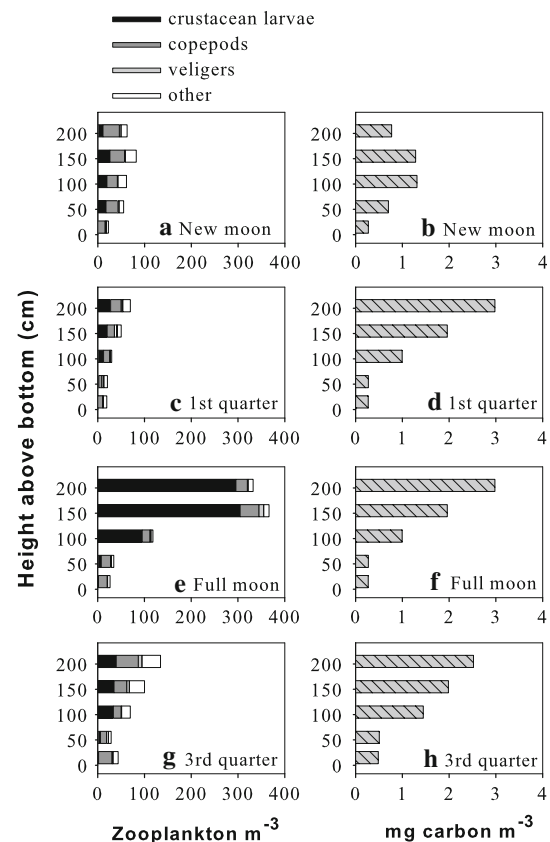 crustacean larvae
copepods
veligers
other
Height above bottom (cm)
200
150
100
50
0
a New moon
0 100 200 300 400
200
150
100
50
0
b New moon
0 1 2 3 4
200
150
100
50
0
c 1st quarter
0 100 200 300 400
200
150
100
50
0
d 1st quarter
0 1 2 3 4
200
150
100
50
0
e Full moon
0 100 200 300 400
200
150
100
50
0
f Full moon
0 1 2 3 4
200
150
100
50
0
g 3rd quarter
0 100 200 300 400
Zooplankton m-3
200
150
100
50
0
h 3rd quarter
0 1 2 3 4
mg carbon m-3